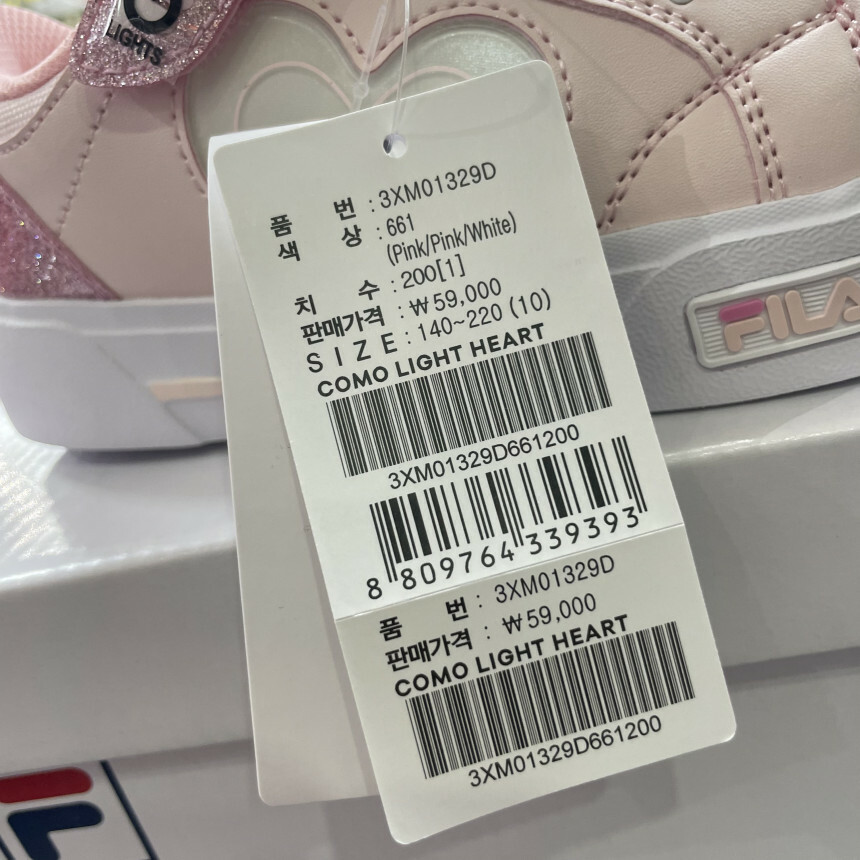 LIGHTS
FILA
품 번 : 3XM01329D
색 상 : 661
(Pink/Pink/White)
치 수 : 200[1]
판매가격 : ₩59,000
SIZE : 140~220 (10)
COMO LIGHT HEART
3XM01329D661200
8 809764 339393
품 번 : 3XM01329D
판매가격 : ₩59,000
COMO LIGHT HEART
3XM01329D661200